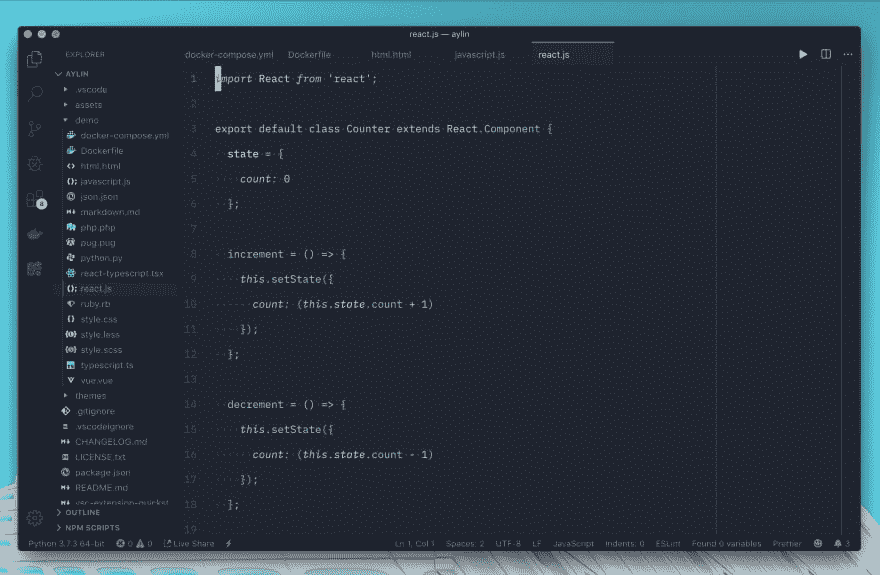 react.js — aylin
EXPLORER
AYLIN
.vscode
assets
demo
docker-compose.yml
Dockerfile
html.html
javascript.js
json.json
markdown.md
php.php
pug.pug
python.py
react-typescript.tsx
react.js
ruby.rb
style.css
style.less
style.scss
typescript.ts
vue.vue
themes
.gitignore
.vscodeignore
CHANGELOG.md
LICENSE.txt
package.json
README.md
vsc-extension-quickst
OUTLINE
NPM SCRIPTS
docker-compose.yml Dockerfile html.html javascript.js react.js
1 import React from 'react';
2
3 export default class Counter extends React.Component {
4 state = {
5 count: 0
6 };
7
8 increment = () => {
9 this.setState({
10 count: (this.state.count + 1)
11 });
12 };
13
14 decrement = () => {
15 this.setState({
16 count: (this.state.count - 1)
17 });
18 };
19
Python 3.7.3 64-bit 0 0 Live Share Ln 1, Col 1 Spaces: 2 UTF-8 LF JavaScript Indents: 0 ESLint Found 0 variables Prettier 3